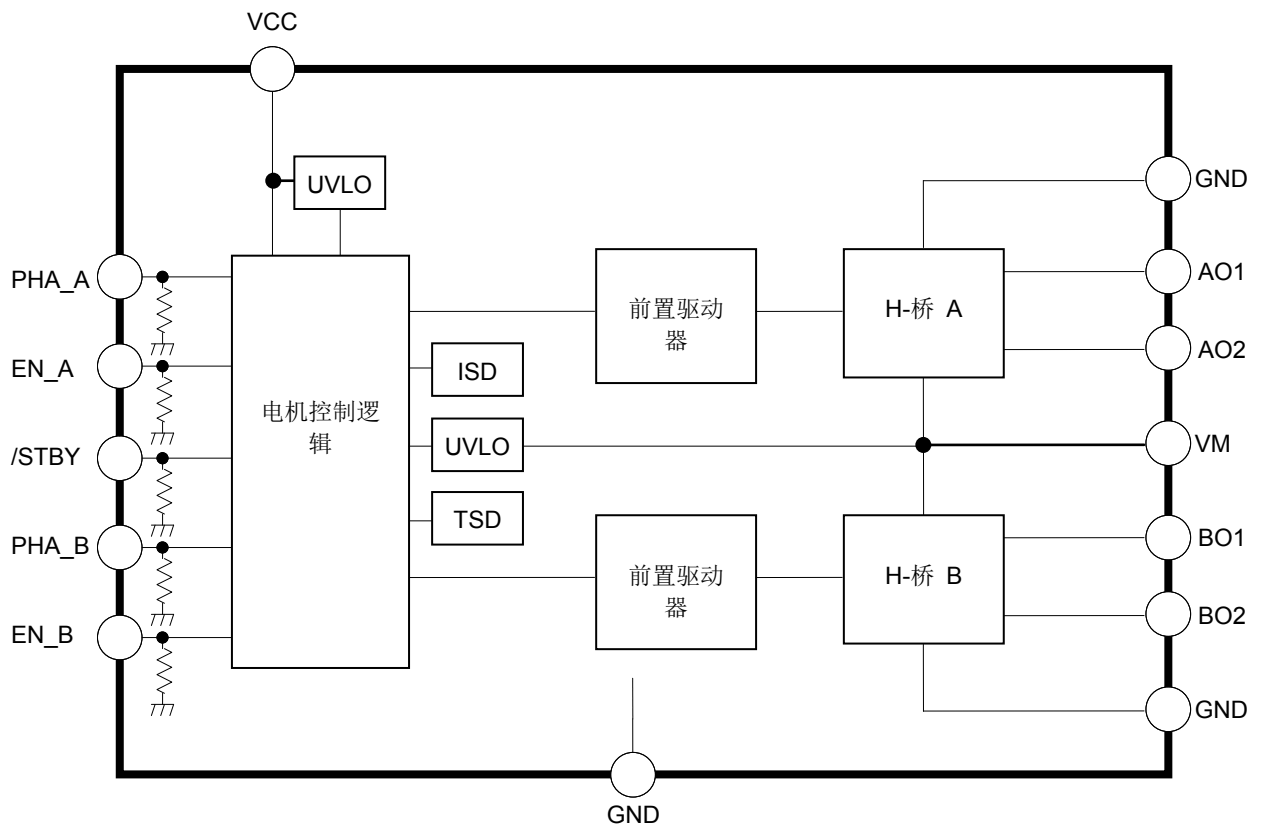 VCC
UVLO
GND
PHA_A
AO1
前置驱动
器
H-桥 A
AO2
EN_A
ISD
电机控制逻
辑
UVLO
VM
/STBY
TSD
PHA_B
BO1
前置驱动
器
H-桥 B
BO2
EN_B
GND
GND